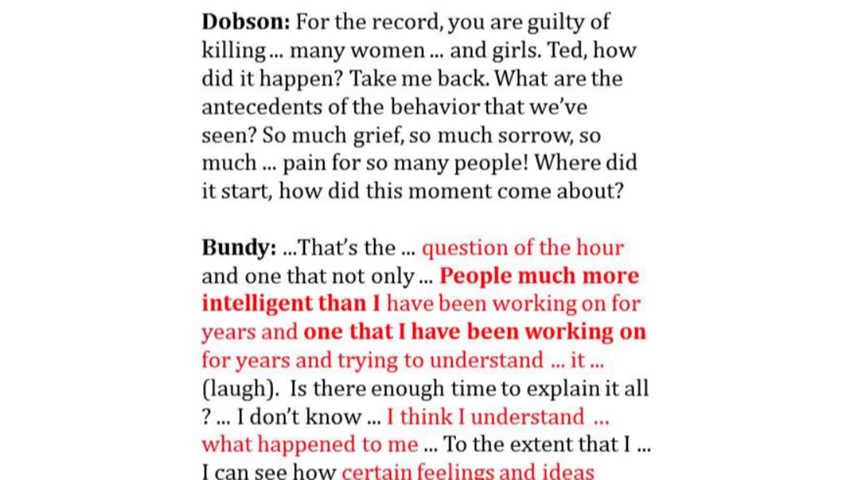 Dobson: For the record, you are guilty of
killing... many women ... and girls. Ted, how
did it happen? Take me back. What are the
antecedents of the behavior that we've
seen? So much grief, so much sorrow, so
much ... pain for so many people! Where did
it start, how did this moment come about?
Bundy: ...That's the ... question of the hour
and one that not only ... People much more
intelligent than I have been working on for
years and one that I have been working on
for years and trying to understand ... it ...
(laugh). Is there enough time to explain it all
? ... I don't know ... I think I understand ...
what happened to me ... To the extent that I ...
I can see how certain feelings and ideas